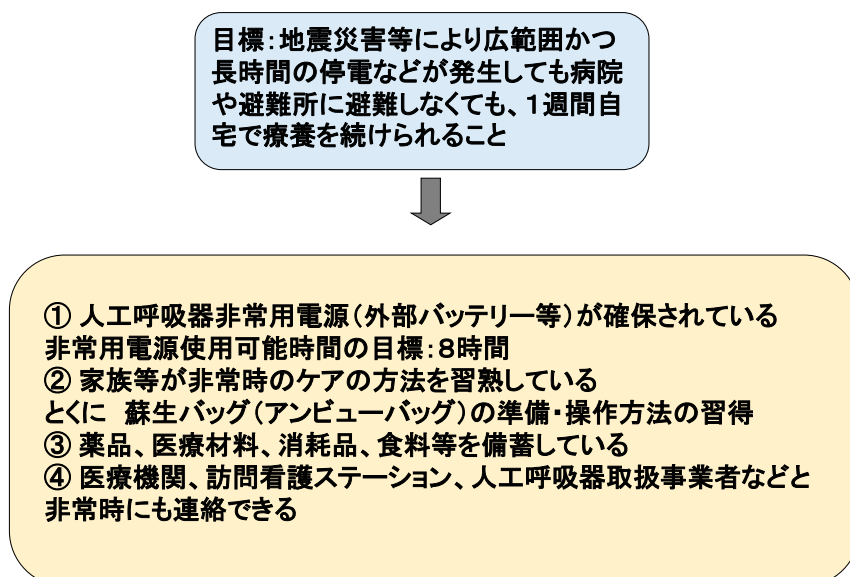 目標：地震災害等により広範囲かつ
長時間の停電などが発生しても病院
や避難所に避難しなくても、１週間自
宅で療養を続けられること
① 人工呼吸器非常用電源（外部バッテリー等）が確保されている
非常用電源使用可能時間の目標：８時間
② 家族等が非常時のケアの方法を習熟している
とくに　蘇生バッグ（アンビューバッグ）の準備・操作方法の習得
③ 薬品、医療材料、消耗品、食料等を備蓄している
④ 医療機関、訪問看護ステーション、人工呼吸器取扱事業者などと
非常時にも連絡できる